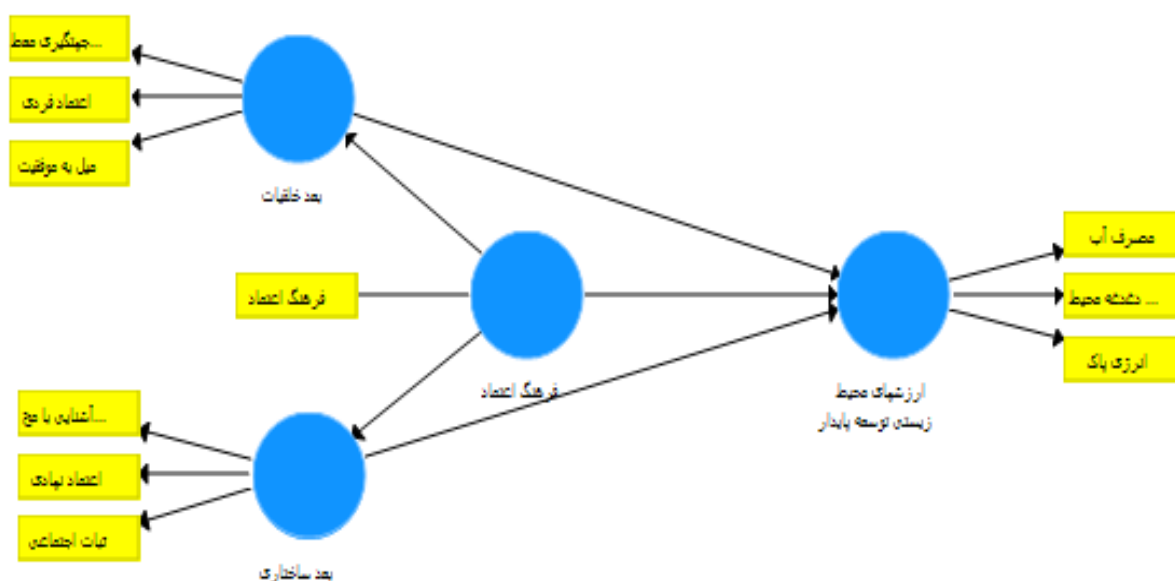 جهتگیری معط...
اعتماد فردی
میل به موفقیت
بعد خلقیات
فرهنگ اعتماد
فرهنگ اعتماد
مصرف آب
دغدغه محیط ...
انرژی پاک
ارزشهای محیط
زیستی توسعه پایدار
آشنایی با مح...
اعتماد نهادی
ثبات اجتماعی
بعد ساختاری